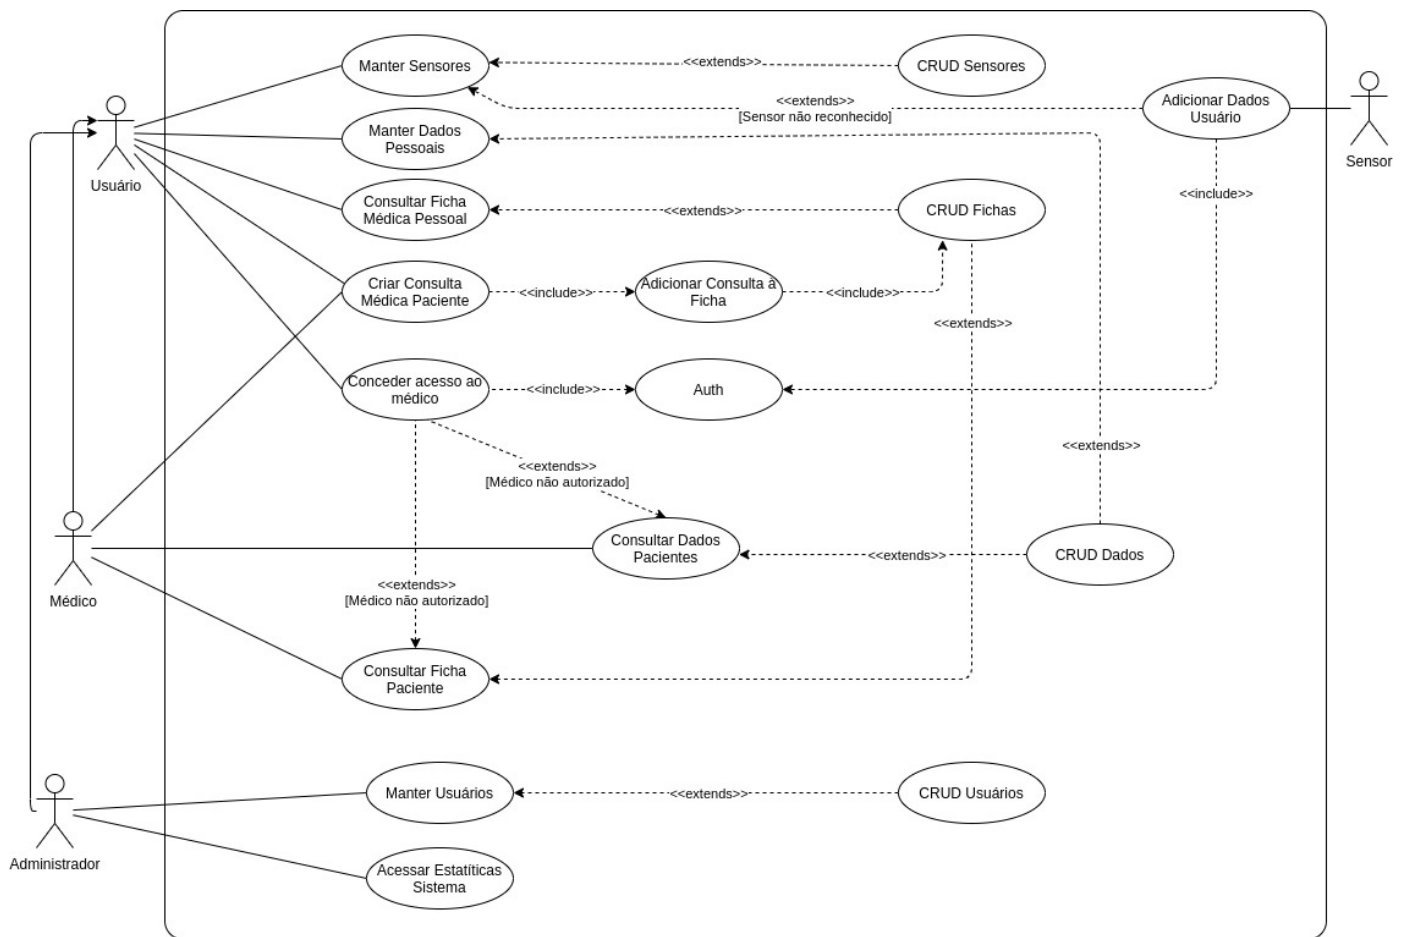 Manter Sensores
<<extends>>
CRUD Sensores
<<extends>>
[Sensor não reconhecido]
Adicionar Dados
Usuário
Sensor
Usuário
Manter Dados
Pessoais
<<include>>
Consultar Ficha
Médica Pessoal
<<extends>>
CRUD Fichas
Criar Consulta
Médica Paciente
<<include>>
Adicionar Consulta à
Ficha
<<include>>
<<extends>>
Conceder acesso ao
médico
<<include>>
Auth
<<extends>>
<<extends>>
[Médico não autorizado]
Médico
Consultar Dados
Pacientes
<<extends>>
CRUD Dados
<<extends>>
[Médico não autorizado]
Consultar Ficha
Paciente
Administrador
Manter Usuários
<<extends>>
CRUD Usuários
Acessar Estatíticas
Sistema